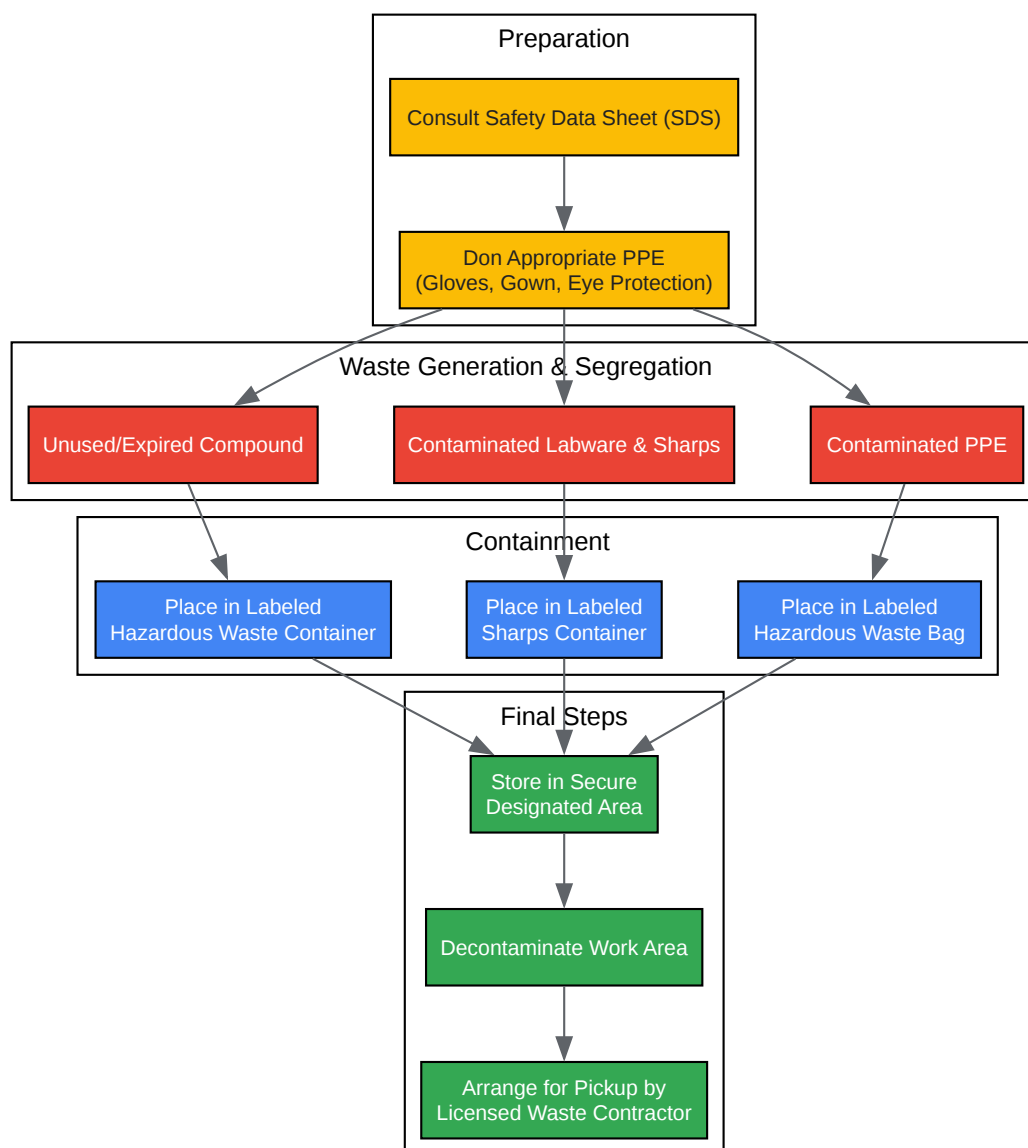 Preparation
Consult Safety Data Sheet (SDS)
Don Appropriate PPE
(Gloves, Gown, Eye Protection)
Waste Generation & Segregation
Unused/Expired Compound
Contaminated Labware & Sharps
Contaminated PPE
Containment
Place in Labeled
Hazardous Waste Container
Place in Labeled
Sharps Container
Place in Labeled
Hazardous Waste Bag
Final Steps
Store in Secure
Designated Area
Decontaminate Work Area
Arrange for Pickup by
Licensed Waste Contractor